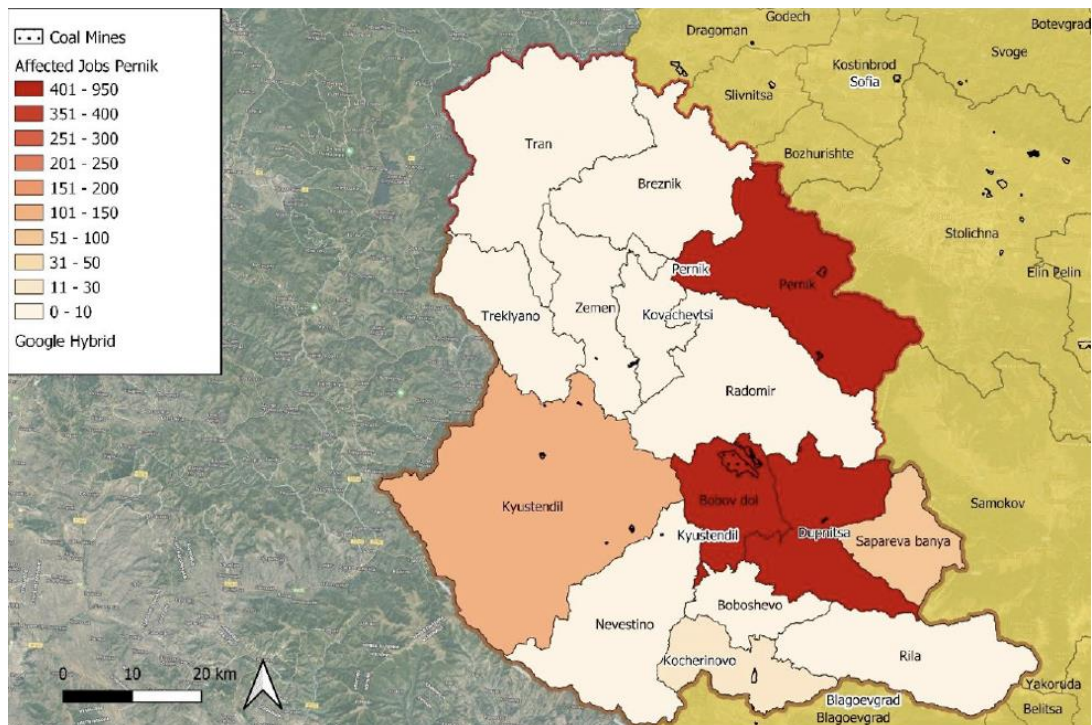 Coal Mines
Affected Jobs Pernik
401 - 950
351 - 400
251 - 300
201 - 250
151 - 200
101 - 150
51 - 100
31 - 50
11 - 30
0 - 10
Google Hybrid
Godech
Botevgrad
Dragoman
Svoge
Kostinbrod
Sofia
Slivnitsa
Bozhurishte
Tran
Breznik
Stolichna
Elin Pelin
Pernik
Pernik
Zemen
Kovachevtsi
Treklyano
Radomir
Bobov dol
Samokov
Kyustendil
Kyustendil
Dupnitsa
Sapareva banya
Boboshevo
Nevestino
Kocherinovo
Rila
Yakoruda
Blagoevgrad
Blagoevgrad
Belitsa
0 10 20 km